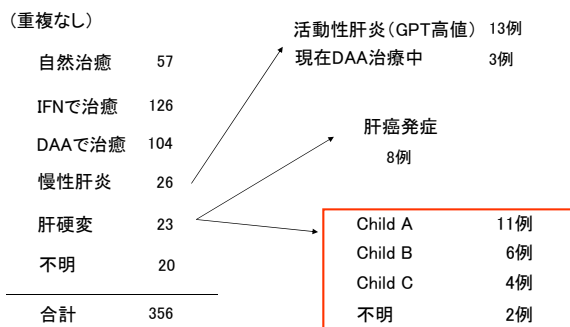 （重複なし）
自然治癒 57
IFNで治癒 126
DAAで治癒 104
慢性肝炎 26
肝硬変 23
不明 20
合計 356
活動性肝炎（GPT高値） 13例
現在DAA治療中 3例
肝癌発症
8例
Child A 11例
Child B 6例
Child C 4例
不明 2例